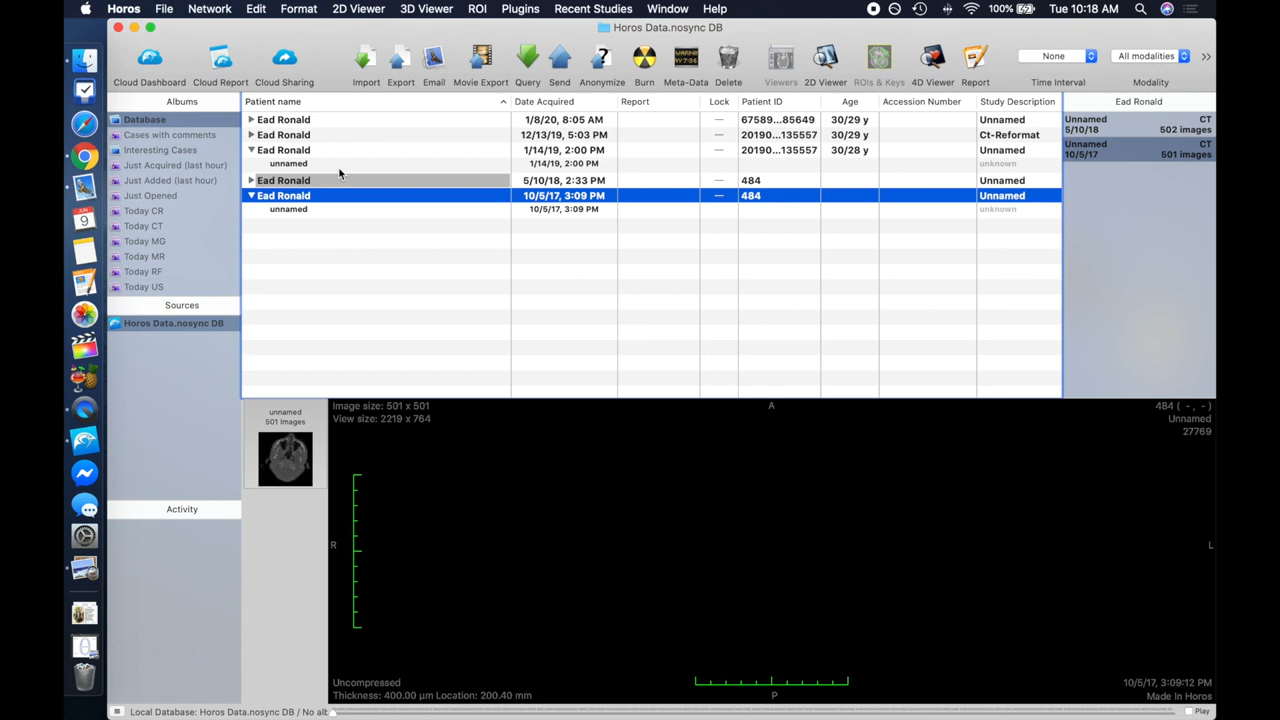 Horos File Network Edit Format 2D Viewer 3D Viewer ROI Plugins Recent Studies Window Help 100% Tue 10:18 AM
Horos Data.nosync DB
Cloud Dashboard Cloud Report Cloud Sharing Import Export Email Movie Export Query Send Anonymize Burn Meta-Data Delete Viewers 2D Viewer ROIs & Keys 4D Viewer Report None Time Interval All modalities Modality
Albums Patient name Date Acquired Report Lock Patient ID Age Accession Number Study Description Ead Ronald
Database
Cases with comments
Interesting Cases
Just Acquired (last hour)
Just Added (last hour)
Just Opened
Today CR
Today CT
Today MG
Today MR
Today RF
Today US
Sources
Horos Data.nosync DB
Activity
Ead Ronald 1/8/20, 8:05 AM — 67589...85649 30/29 y Unnamed
Ead Ronald 12/13/19, 5:03 PM — 20190...135557 30/29 y Ct-Reformat
Ead Ronald 1/14/19, 2:00 PM — 20190...135557 30/28 y Unnamed
unnamed 1/14/19, 2:00 PM unknown
Ead Ronald 5/10/18, 2:33 PM — 484 Unnamed
Ead Ronald 10/5/17, 3:09 PM — 484 Unnamed
unnamed 10/5/17, 3:09 PM unknown
Unnamed CT
5/10/18 502 images
Unnamed CT
10/5/17 501 images
unnamed
501 Images
Image size: 501 x 501
View size: 2219 x 764
A
484 ( - , - )
Unnamed
27769
R
L
Uncompressed
Thickness: 400.00 µm Location: 200.40 mm
P
10/5/17, 3:09:12 PM
Made In Horos
Local Database: Horos Data.nosync DB / No alb
Play